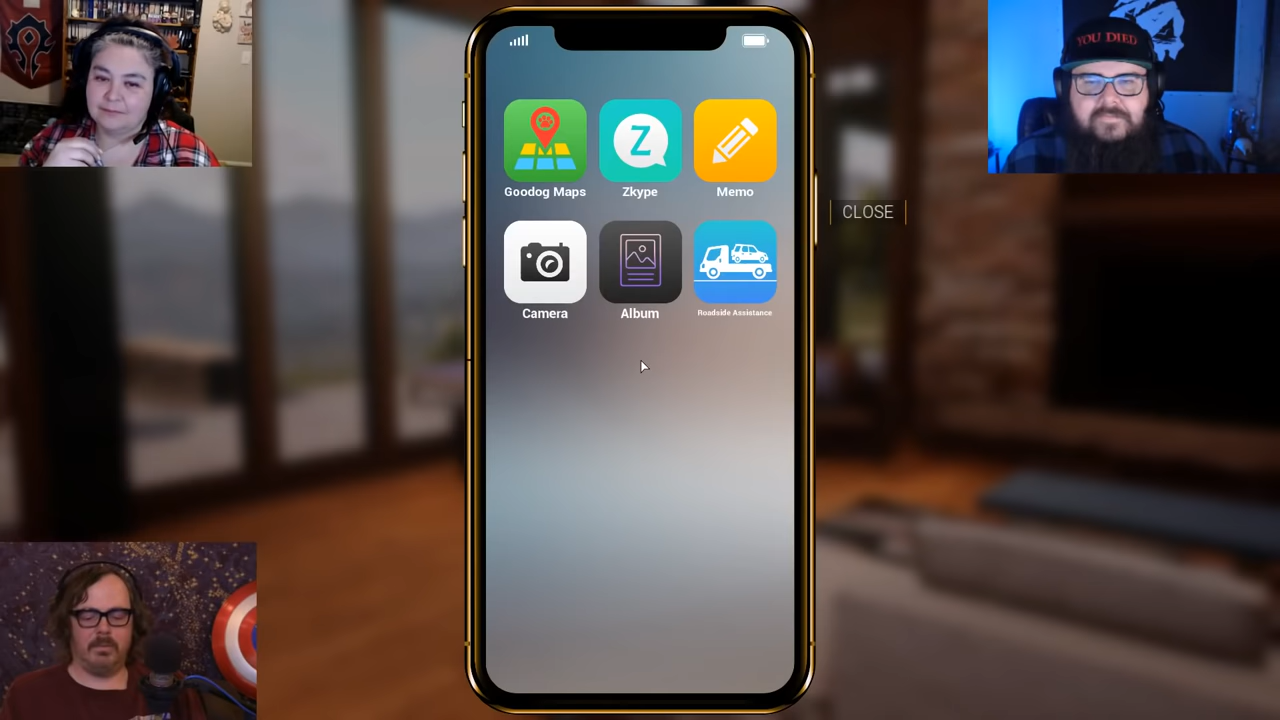 YOU DIED
Z
Goodog Maps
Zkype
Memo
CLOSE
Camera
Album
Roadside Assistance